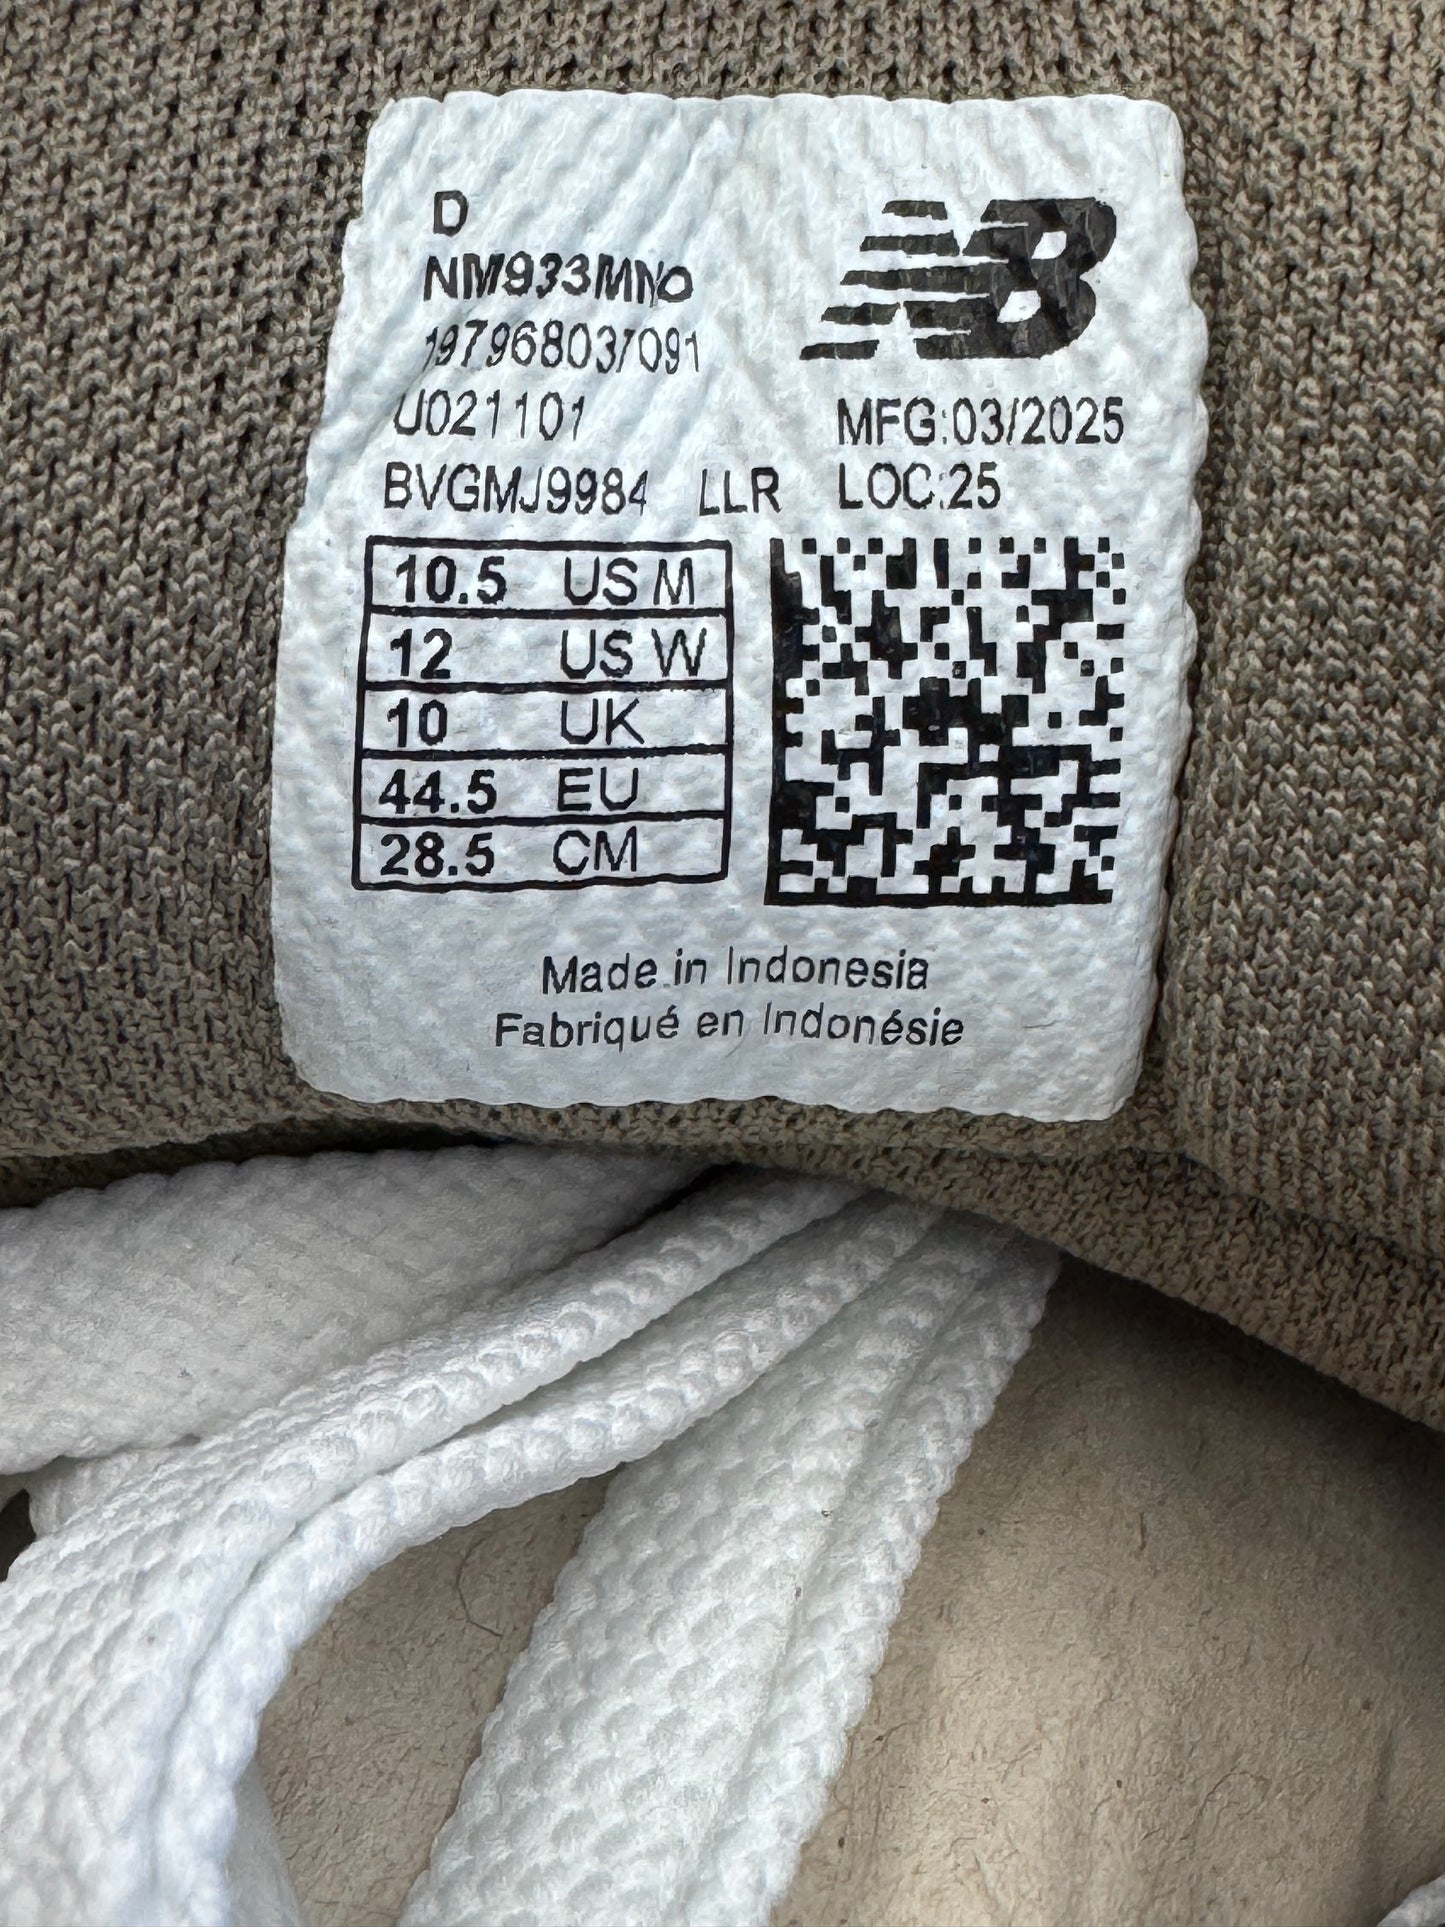 D
NM933MNO
19796803/091
U021101
MFG:03/2025
BVGMJ9984 LLR LOC:25
10.5 US M
12 US W
10 UK
44.5 EU
28.5 CM
Made in Indonesia
Fabriqué en Indonésie